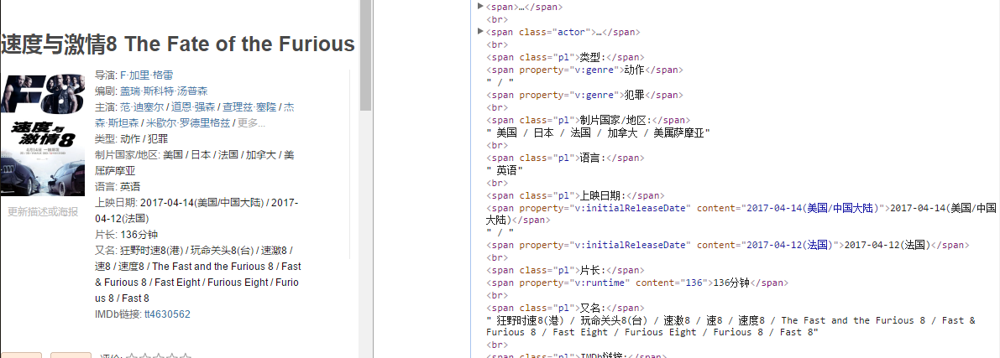 速度与激情8 The Fate of the Furious
F8
速度与
激情8
更新描述或海报
导演: F·加里·格雷
编剧: 盖瑞·斯科特·汤普森
主演: 范·迪塞尔 / 道恩·强森 / 查理兹·塞隆 / 杰
森·斯坦森 / 米歇尔·罗德里格兹 / 更多...
类型: 动作 / 犯罪
制片国家/地区: 美国 / 日本 / 法国 / 加拿大 / 美
属萨摩亚
语言: 英语
上映日期: 2017-04-14(美国/中国大陆) / 2017-
04-12(法国)
片长: 136分钟
又名: 狂野时速8(港) / 玩命关头8(台) / 速激8 /
速8 / 速度8 / The Fast and the Furious 8 / Fast
& Furious 8 / Fast Eight / Furious Eight / Furio
us 8 / Fast 8
IMDb链接: tt4630562
评价:
<span>…</span>
<br>
<span class="actor">…</span>
<br>
<span class="pl">类型:</span>
<span property="v:genre">动作</span>
" / "
<span property="v:genre">犯罪</span>
<br>
<span class="pl">制片国家/地区:</span>
" 美国 / 日本 / 法国 / 加拿大 / 美属萨摩亚"
<br>
<span class="pl">语言:</span>
" 英语"
<br>
<span class="pl">上映日期:</span>
<span property="v:initialReleaseDate" content="2017-04-14(美国/中国大陆)">2017-04-14(美国/中国
大陆)</span>
" / "
<span property="v:initialReleaseDate" content="2017-04-12(法国)">2017-04-12(法国)</span>
<br>
<span class="pl">片长:</span>
<span property="v:runtime" content="136">136分钟</span>
<br>
<span class="pl">又名:</span>
" 狂野时速8(港) / 玩命关头8(台) / 速激8 / 速8 / 速度8 / The Fast and the Furious 8 / Fast &
Furious 8 / Fast Eight / Furious Eight / Furious 8 / Fast 8"
<br>
<span class="pl">IMDb链接:</span>